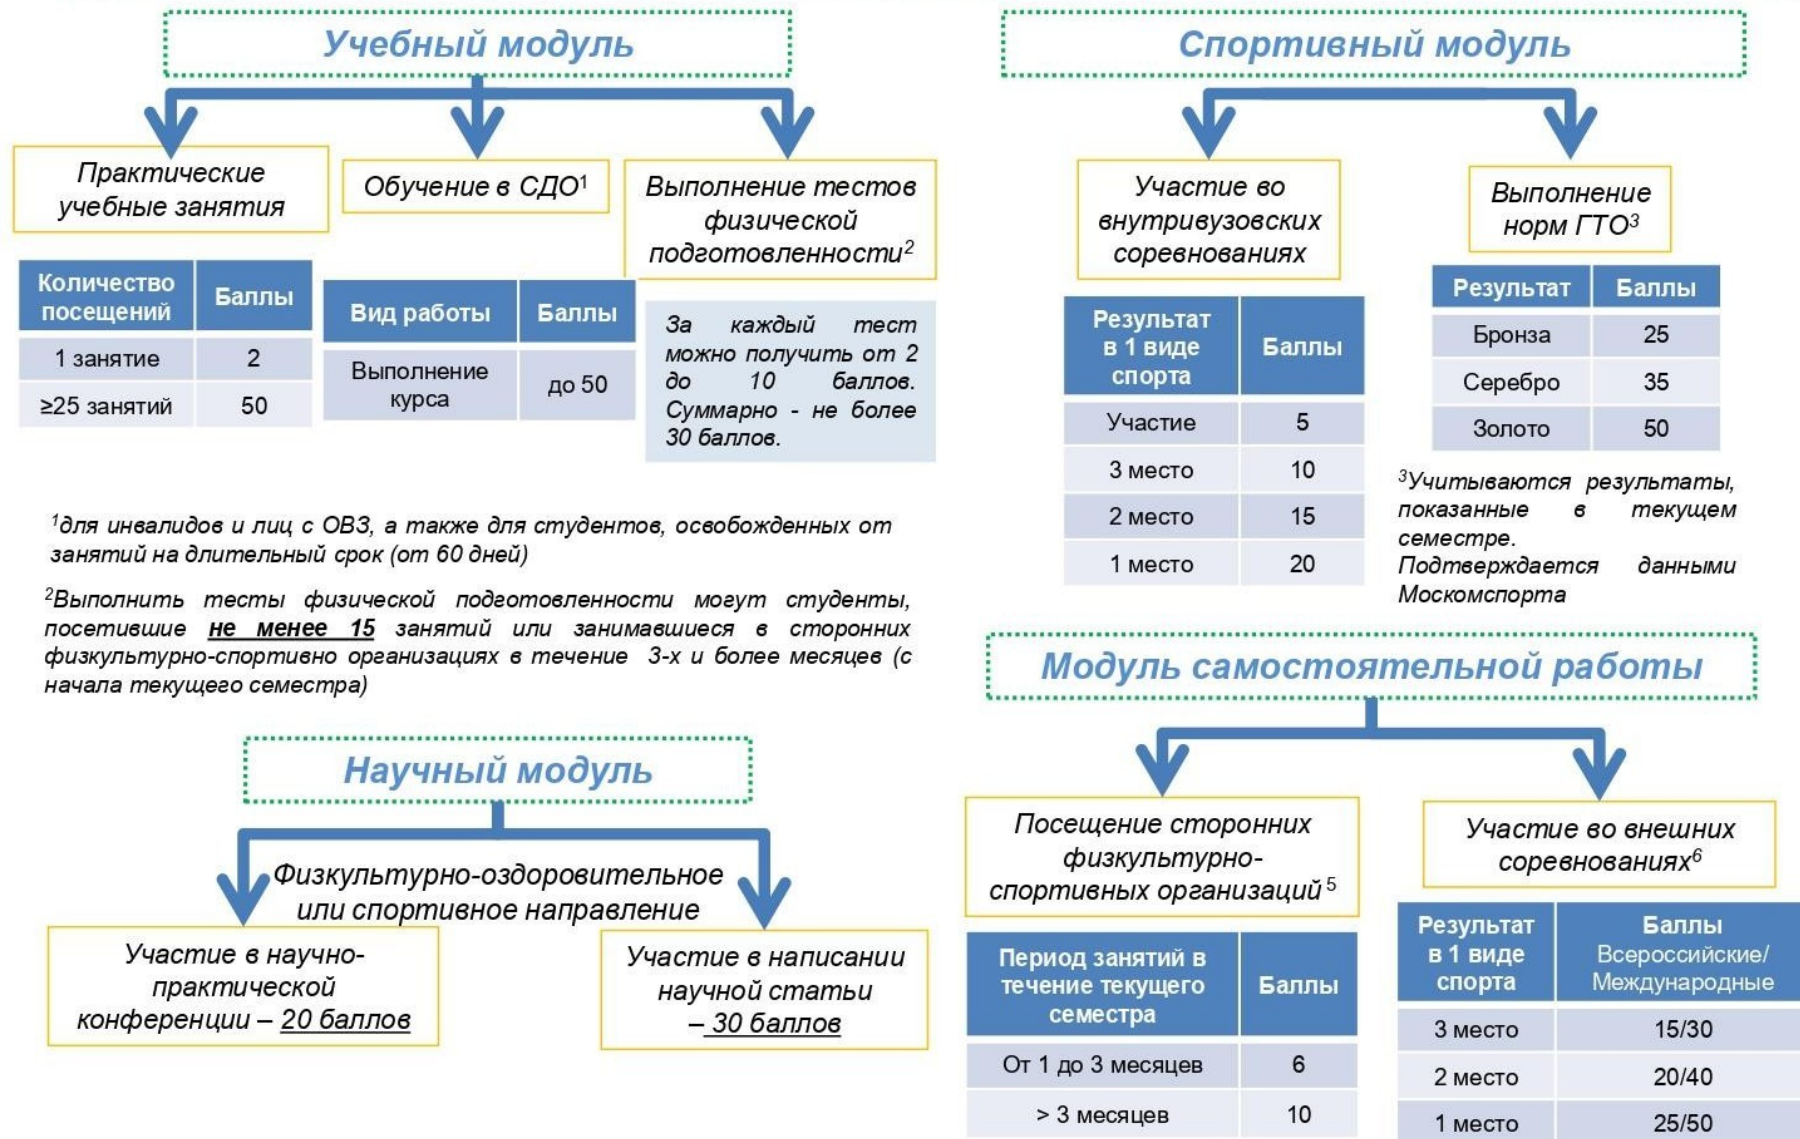 Учебный модуль
Практические
учебные занятия
Обучение в СДО¹
Выполнение тестов
физической
подготовленности²
Количество
посещений
Баллы
1 занятие
2
≥25 занятий
50
Вид работы
Баллы
Выполнение
курса
до 50
За каждый тест
можно получить от 2
до 10 баллов.
Суммарно - не более
30 баллов.
¹для инвалидов и лиц с ОВЗ, а также для студентов, освобожденных от
занятий на длительный срок (от 60 дней)
²Выполнить тесты физической подготовленности могут студенты,
посетившие не менее 15 занятий или занимавшиеся в сторонних
физкультурно-спортивно организациях в течение 3-х и более месяцев (с
начала текущего семестра)
Спортивный модуль
Участие во
внутривузовских
соревнованиях
Выполнение
норм ГТО³
Результат
в 1 виде
спорта
Баллы
Участие
5
3 место
10
2 место
15
1 место
20
Результат
Баллы
Бронза
25
Серебро
35
Золото
50
³Учитываются результаты,
показанные в текущем
семестре.
Подтверждается данными
Москомспорта
Научный модуль
Физкультурно-оздоровительное
или спортивное направление
Участие в научно-
практической
конференции – 20 баллов
Участие в написании
научной статьи
– 30 баллов
Модуль самостоятельной работы
Посещение сторонних
физкультурно-
спортивных организаций ⁵
Участие во внешних
соревнованиях⁶
Период занятий в
течение текущего
семестра
Баллы
От 1 до 3 месяцев
6
> 3 месяцев
10
Результат
в 1 виде
спорта
Баллы
Всероссийские/
Международные
3 место
15/30
2 место
20/40
1 место
25/50